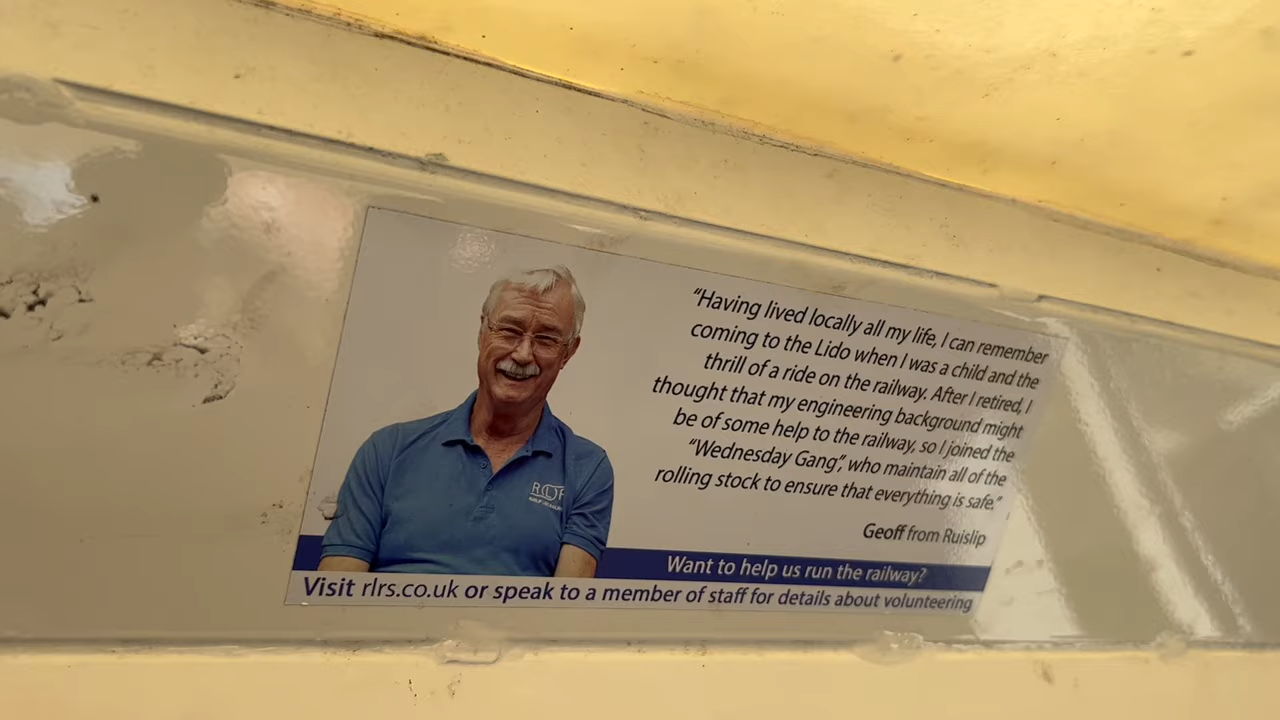 “Having lived locally all my life, I can remember
coming to the Lido when I was a child and the
thrill of a ride on the railway. After I retired, I
thought that my engineering background might
be of some help to the railway, so I joined the
“Wednesday Gang”, who maintain all of the
rolling stock to ensure that everything is safe.”
Geoff from Ruislip
Want to help us run the railway?
Visit rlrs.co.uk or speak to a member of staff for details about volunteering